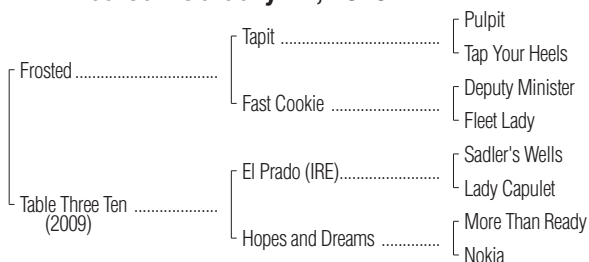 Pulpit
Tapit ........................................
Tap Your Heels
Frosted ....................................
Deputy Minister
Fast Cookie ...........................
Fleet Lady
Sadler's Wells
El Prado (IRE).........................
Lady Capulet
Table Three Ten .....................
(2009)
More Than Ready
Hopes and Dreams ..............
Nokia